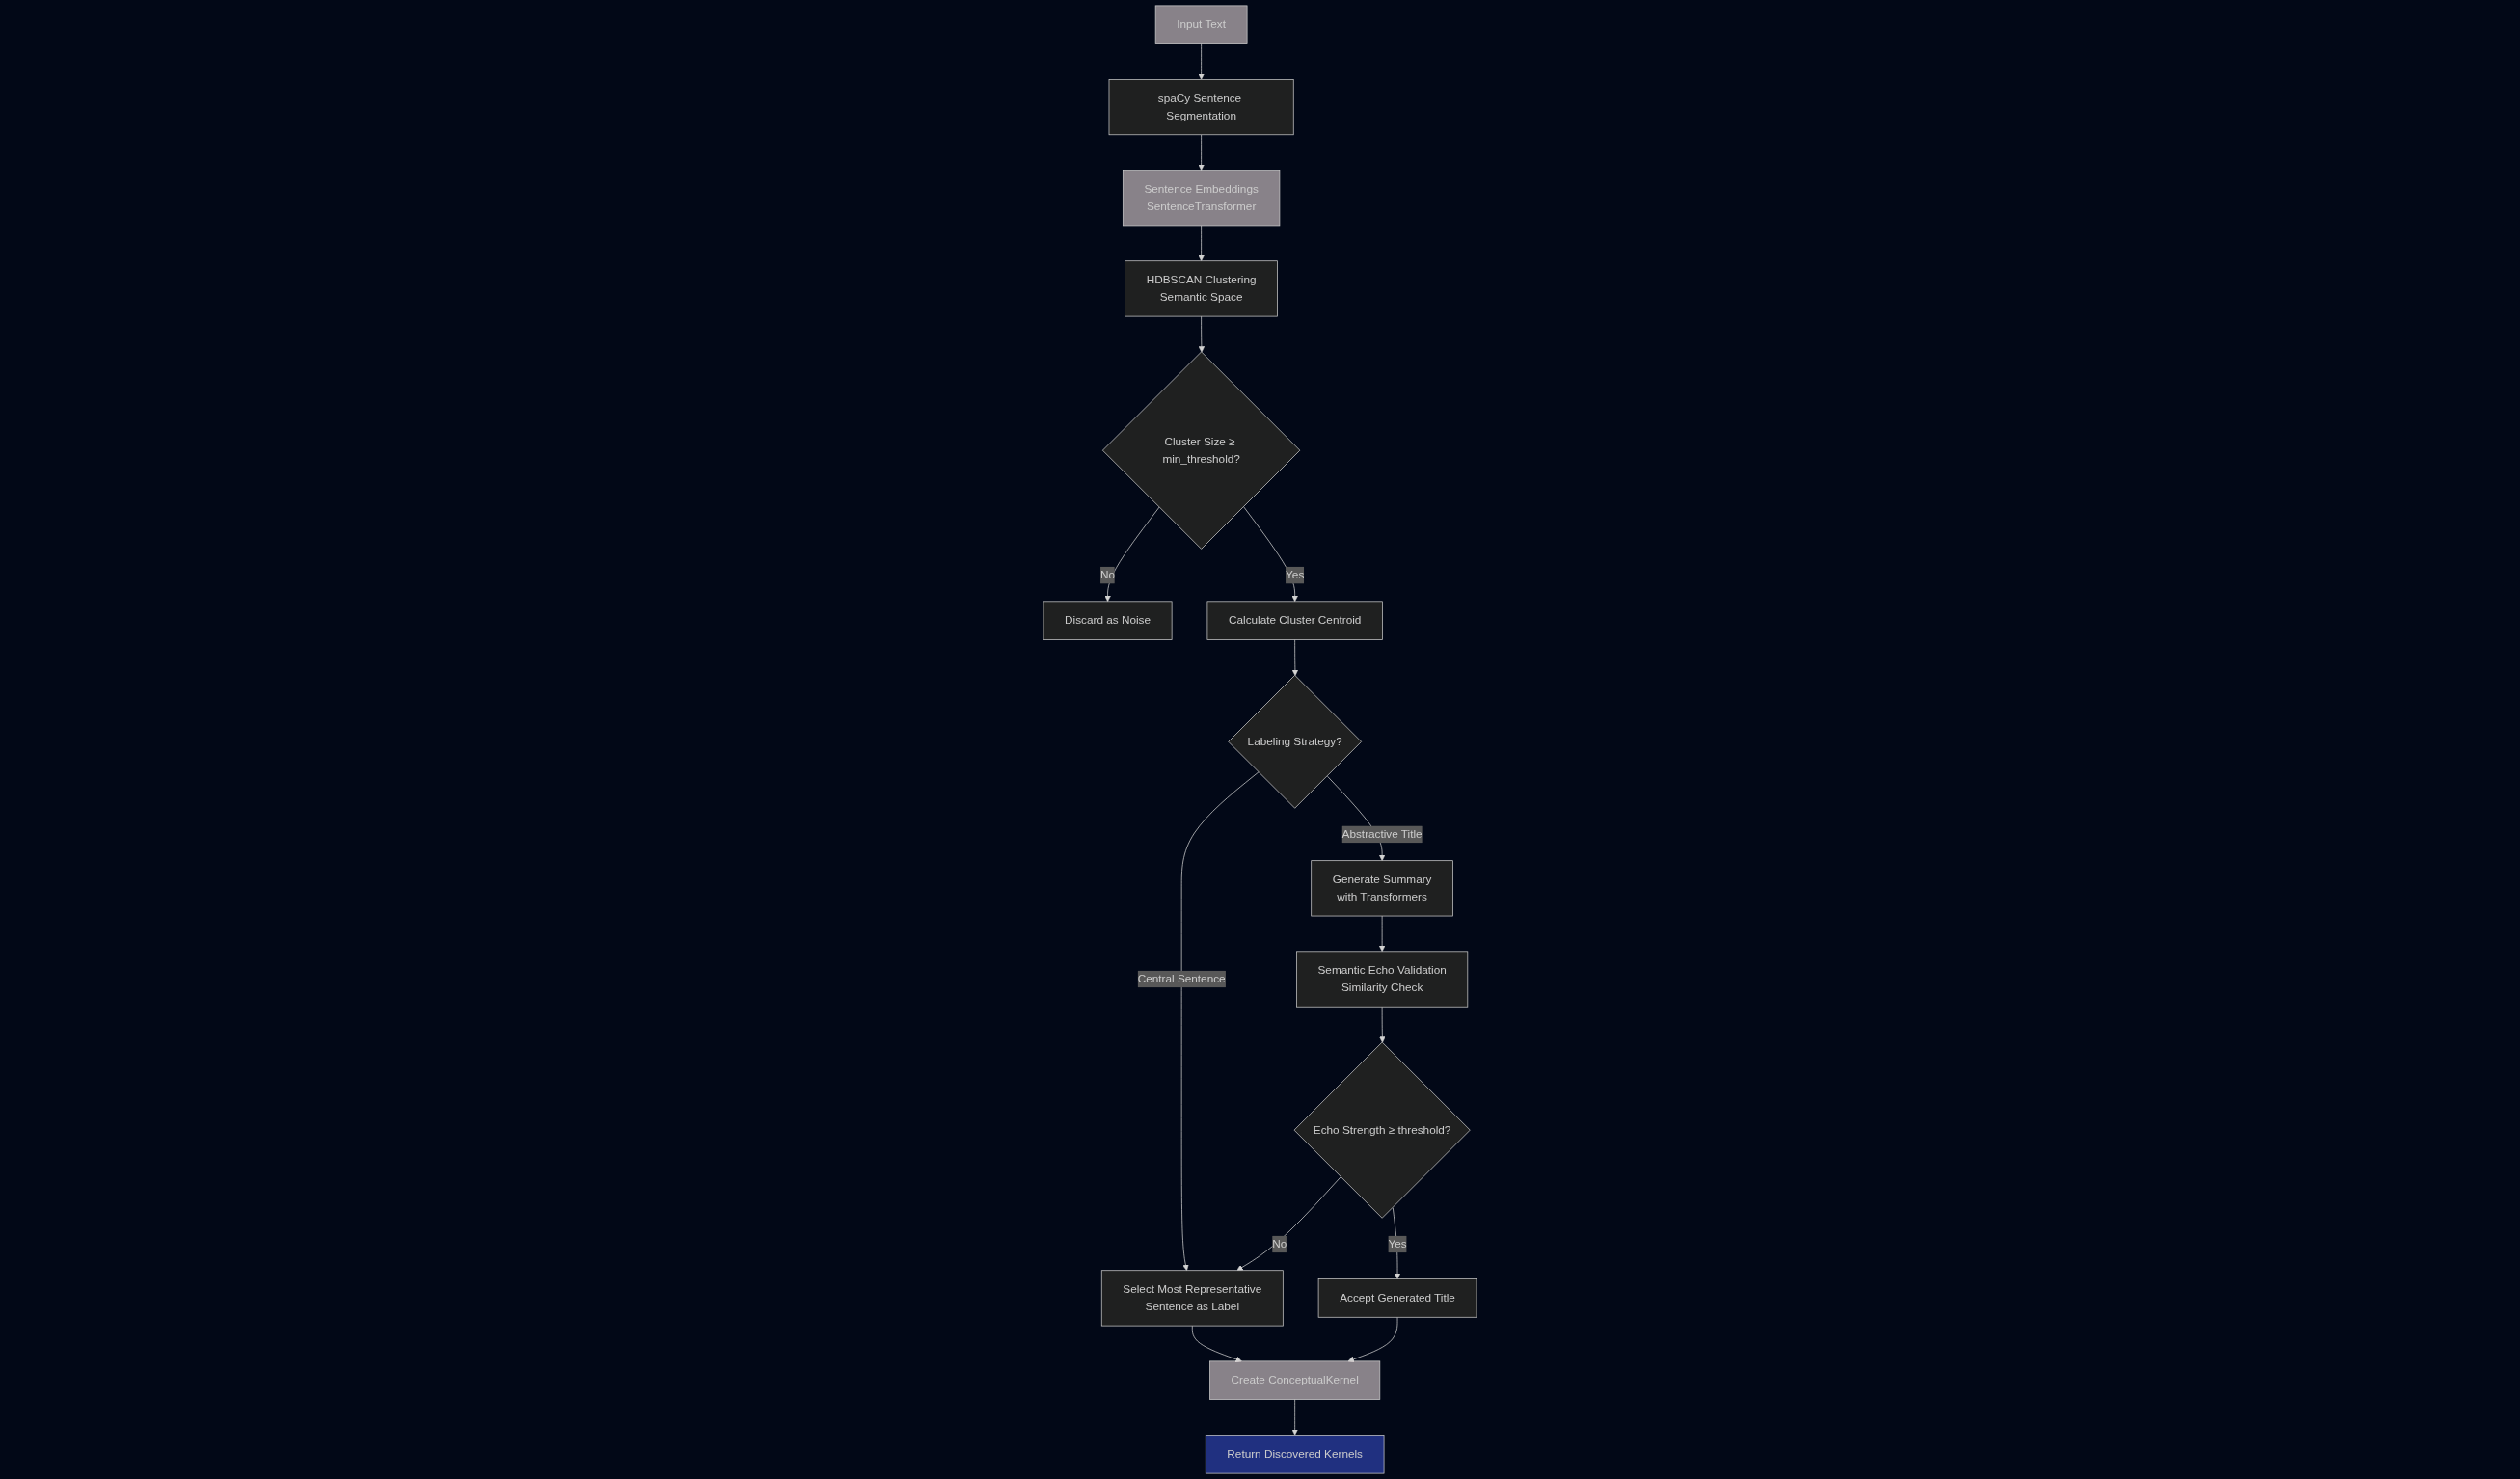 Input Text
spaCy Sentence
Segmentation
Sentence Embeddings
SentenceTransformer
HDBSCAN Clustering
Semantic Space
Cluster Size ≥
min_threshold?
No
Yes
Discard as Noise
Calculate Cluster Centroid
Labeling Strategy?
Abstractive Title
Generate Summary
with Transformers
Central Sentence
Semantic Echo Validation
Similarity Check
Echo Strength ≥ threshold?
No
Yes
Select Most Representative
Sentence as Label
Accept Generated Title
Create ConceptualKernel
Return Discovered Kernels